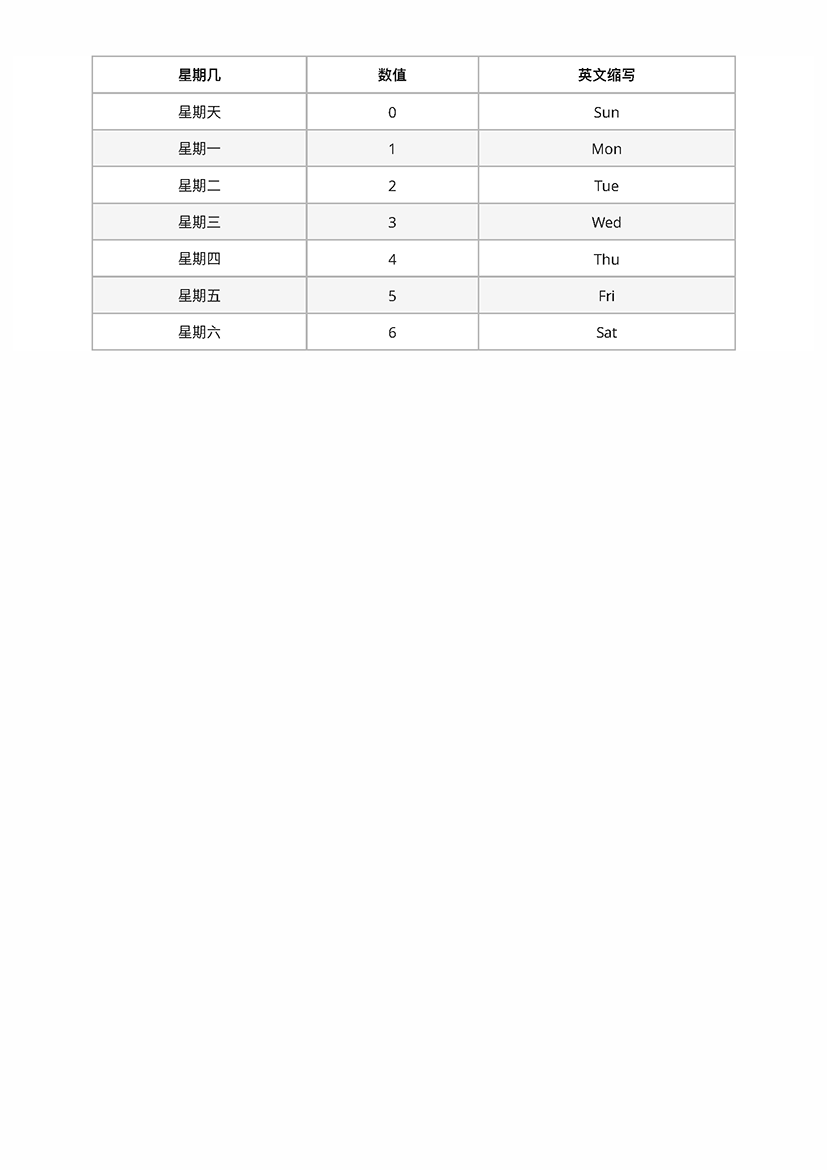 星期几 数值 英文缩写
星期天 0 Sun
星期一 1 Mon
星期二 2 Tue
星期三 3 Wed
星期四 4 Thu
星期五 5 Fri
星期六 6 Sat